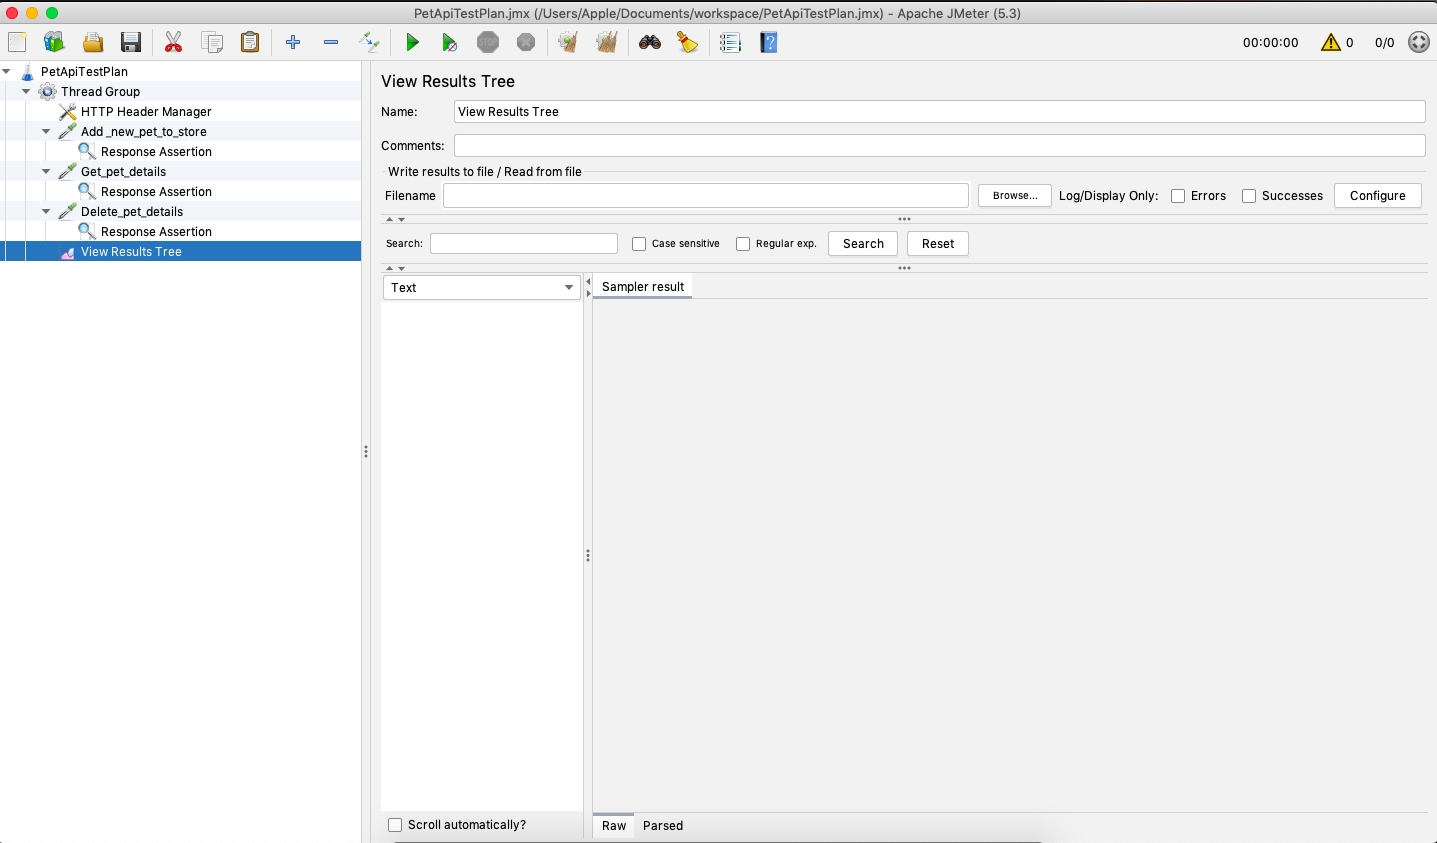 PetApiTestPlan.jmx (/Users/Apple/Documents/workspace/PetApiTestPlan.jmx) - Apache JMeter (5.3)
STOP
00:00:00 0 0/0
PetApiTestPlan
Thread Group
HTTP Header Manager
Add _new_pet_to_store
Response Assertion
Get_pet_details
Response Assertion
Delete_pet_details
Response Assertion
View Results Tree
View Results Tree
Name: View Results Tree
Comments:
Write results to file / Read from file
Filename Browse... Log/Display Only: Errors Successes Configure
Search: Case sensitive Regular exp. Search Reset
Text
Sampler result
Scroll automatically?
Raw Parsed